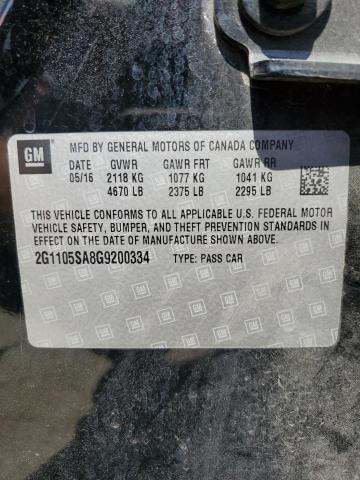 GM
MFD BY GENERAL MOTORS OF CANADA COMPANY
DATE GVWR GAWR FRT GAWR RR
05/16 2118 KG 1077 KG 1041 KG
4670 LB 2375 LB 2295 LB
THIS VEHICLE CONFORMS TO ALL APPLICABLE U.S. FEDERAL MOTOR
VEHICLE SAFETY, BUMPER, AND THEFT PREVENTION STANDARDS IN
EFFECT ON THE DATE OF MANUFACTURE SHOWN ABOVE.
2G1105SA8G9200334 TYPE: PASS CAR